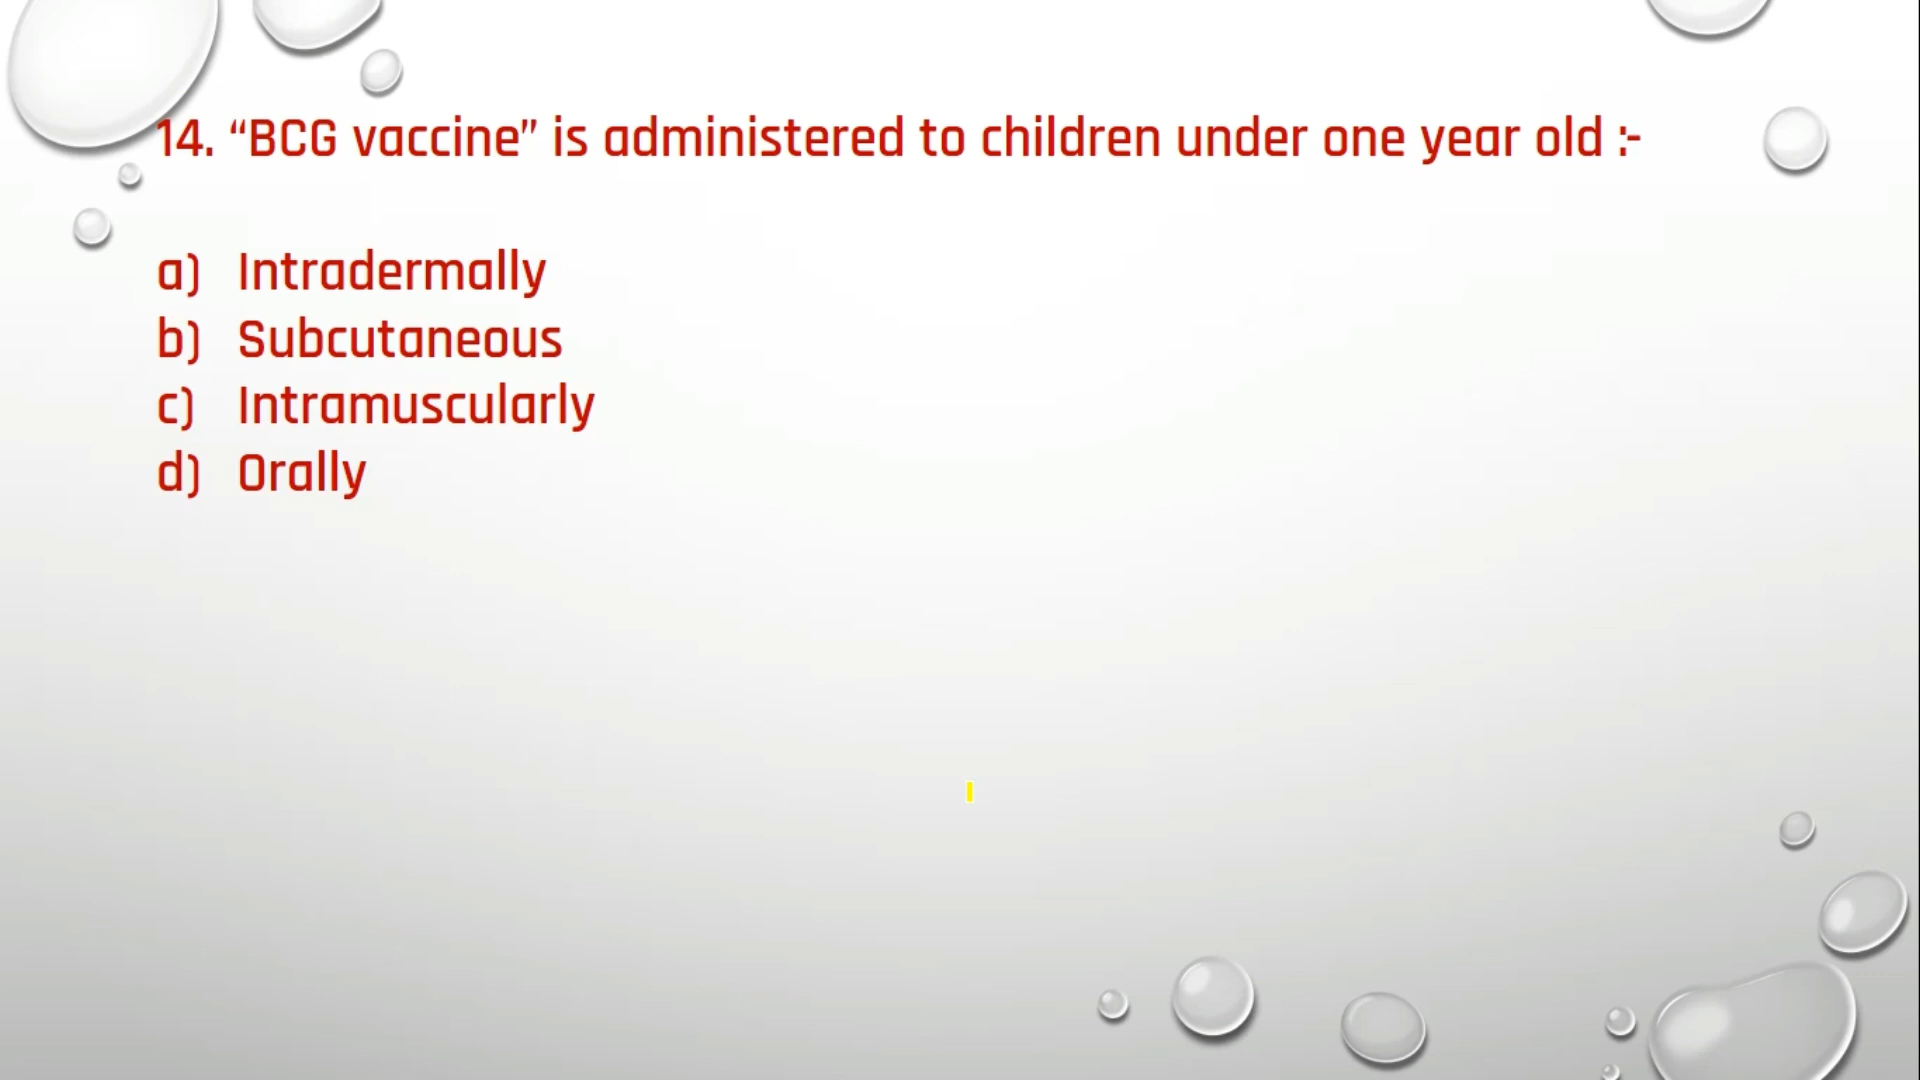 14. “BCG vaccine” is administered to children under one year old :-
a) Intradermally
b) Subcutaneous
c) Intramuscularly
d) Orally